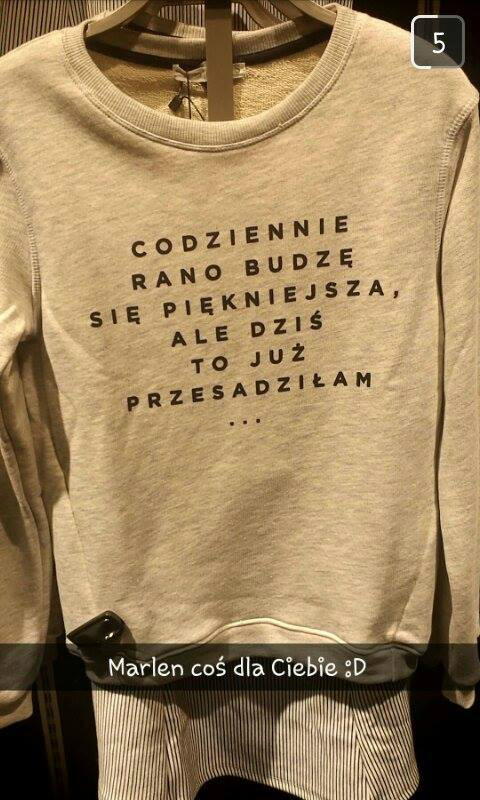 5
CODZIENNIE
RANO BUDZĘ
SIĘ PIĘKNIEJSZA,
ALE DZIŚ
TO JUŻ
PRZESADZIŁAM
...
Marlen coś dla Ciebie :D